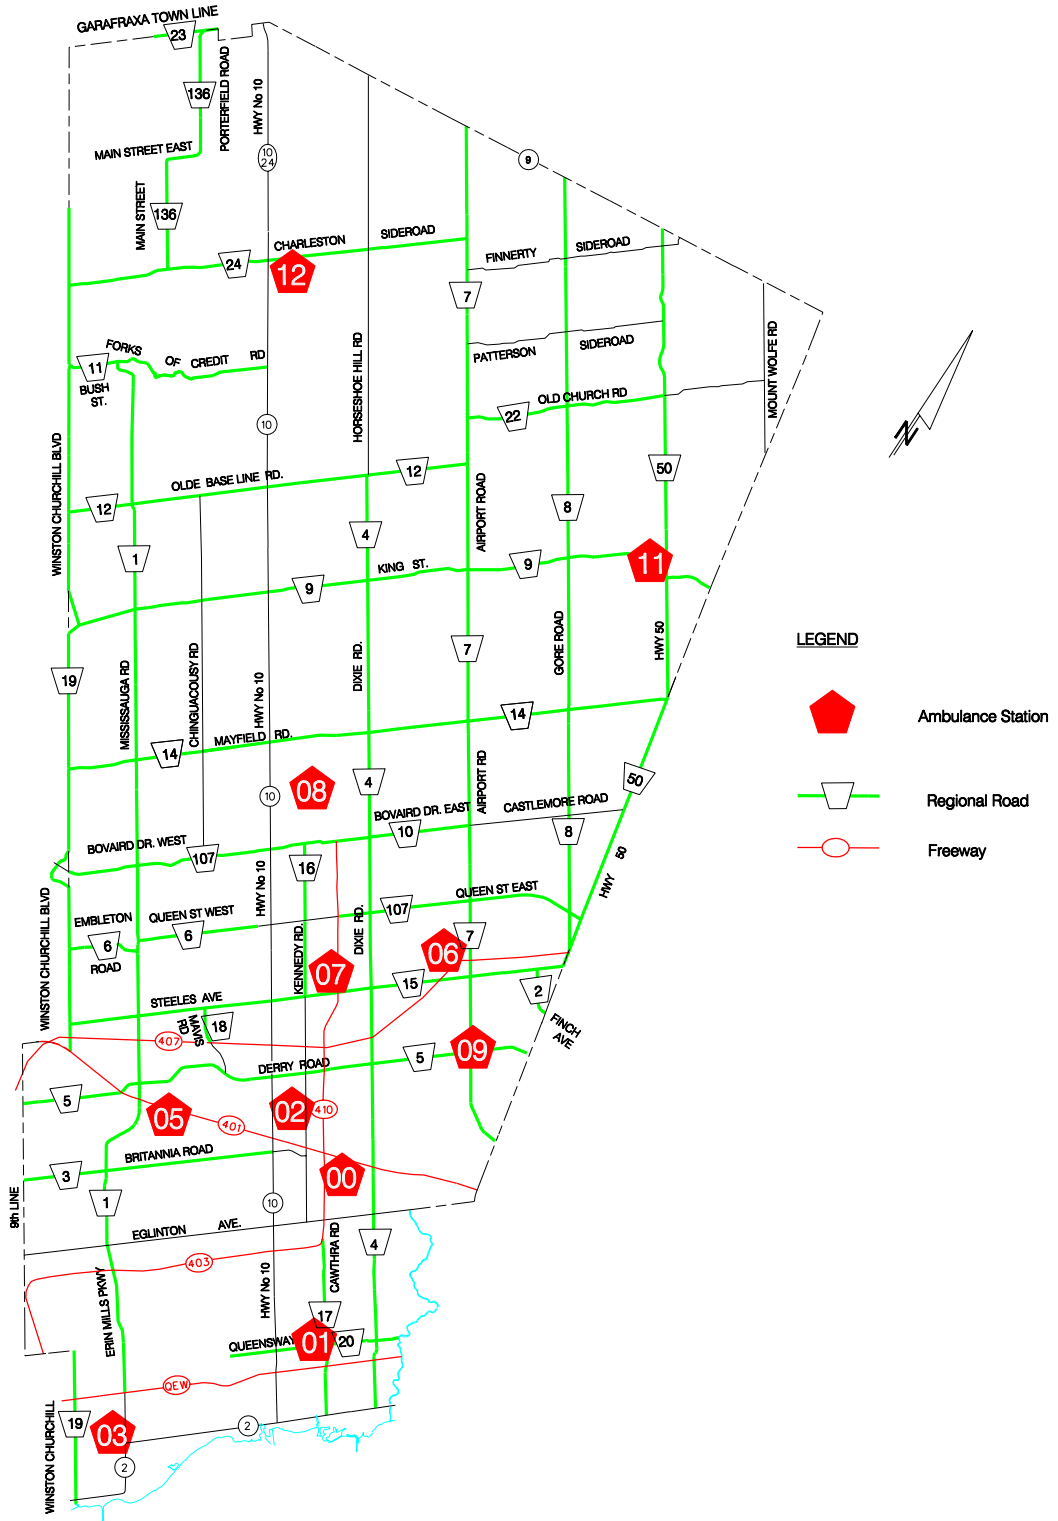 GARAFRAXA TOWN LINE
23
136
PORTERFIELD ROAD
HWY No 10
MAIN STREET EAST
10
24
9
MAIN STREET
136
24
CHARLESTON SIDEROAD
12
FINNERTY SIDEROAD
7
FORKS OF CREDIT RD
11
BUSH
ST.
HORSESHOE HILL RD
PATTERSON SIDEROAD
MOUNT WOLFE RD
OLD CHURCH RD
22
10
N
WINSTON CHURCHILL BLVD
OLDE BASE LINE RD.
12
12
50
AIRPORT ROAD
8
4
1
KING ST.
9
9
11
LEGEND
Ambulance Station
Regional Road
Freeway
GORE ROAD
HWY 50
7
DIXIE RD.
19
MISSISSAUGA RD
CHINGUACOUSY RD
HWY No 10
14
MAYFIELD RD.
14
08
10
4
AIRPORT RD
50
BOVAIRD DR. EAST
CASTLEMORE ROAD
10
8
BOVAIRD DR. WEST
107
16
HWY 50
WINSTON CHURCHILL BLVD
HWY No 10
EMBLETON
6
ROAD
QUEEN ST WEST
6
107
QUEEN ST EAST
KENNEDY RD.
DIXIE RD.
7
06
07
15
2
FINCH
AVE
STEELES AVE
MAVIS
RD
18
407
DERRY ROAD
5
09
5
05
02
410
401
BRITANNIA ROAD
3
00
9th LINE
1
10
EGLINTON AVE.
CAWTHRA RD
4
403
ERIN MILLS PKWY
HWY No 10
17
QUEENSWAY
01
20
QEW
WINSTON CHURCHILL
19
03
2
2